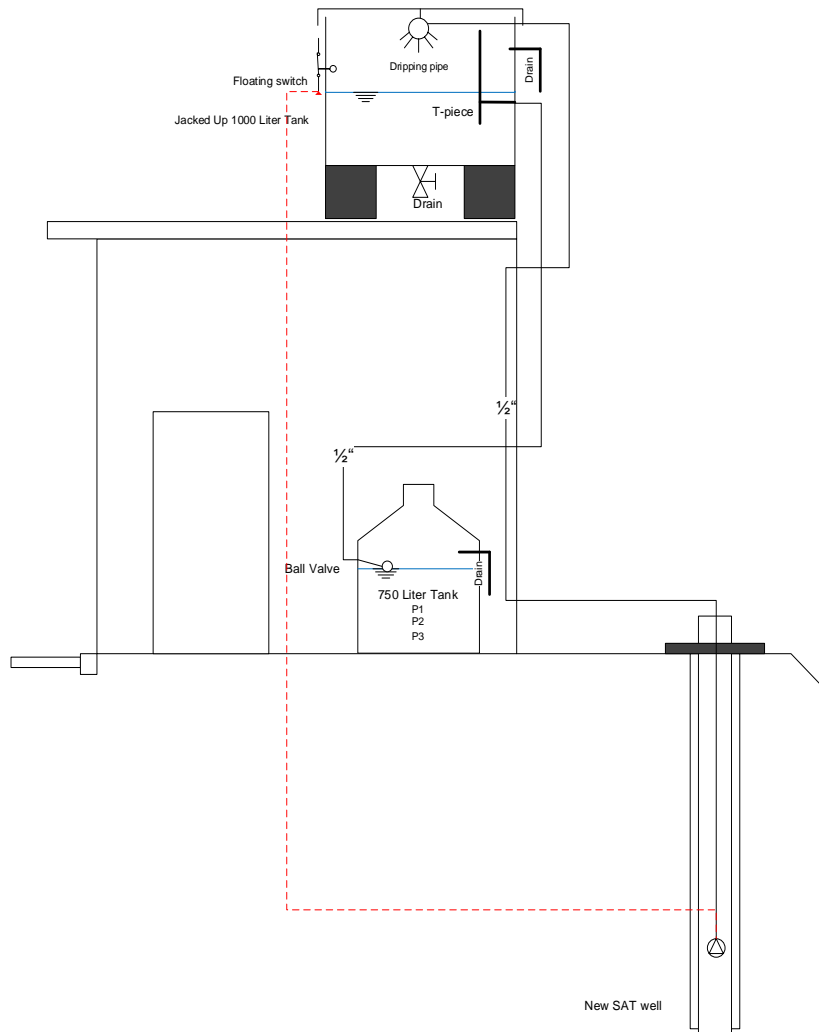 Dripping pipe
Drain
Floating switch
T-piece
Jacked Up 1000 Liter Tank
Drain
½“
½“
Ball Valve
Drain
750 Liter Tank
P1
P2
P3
New SAT well